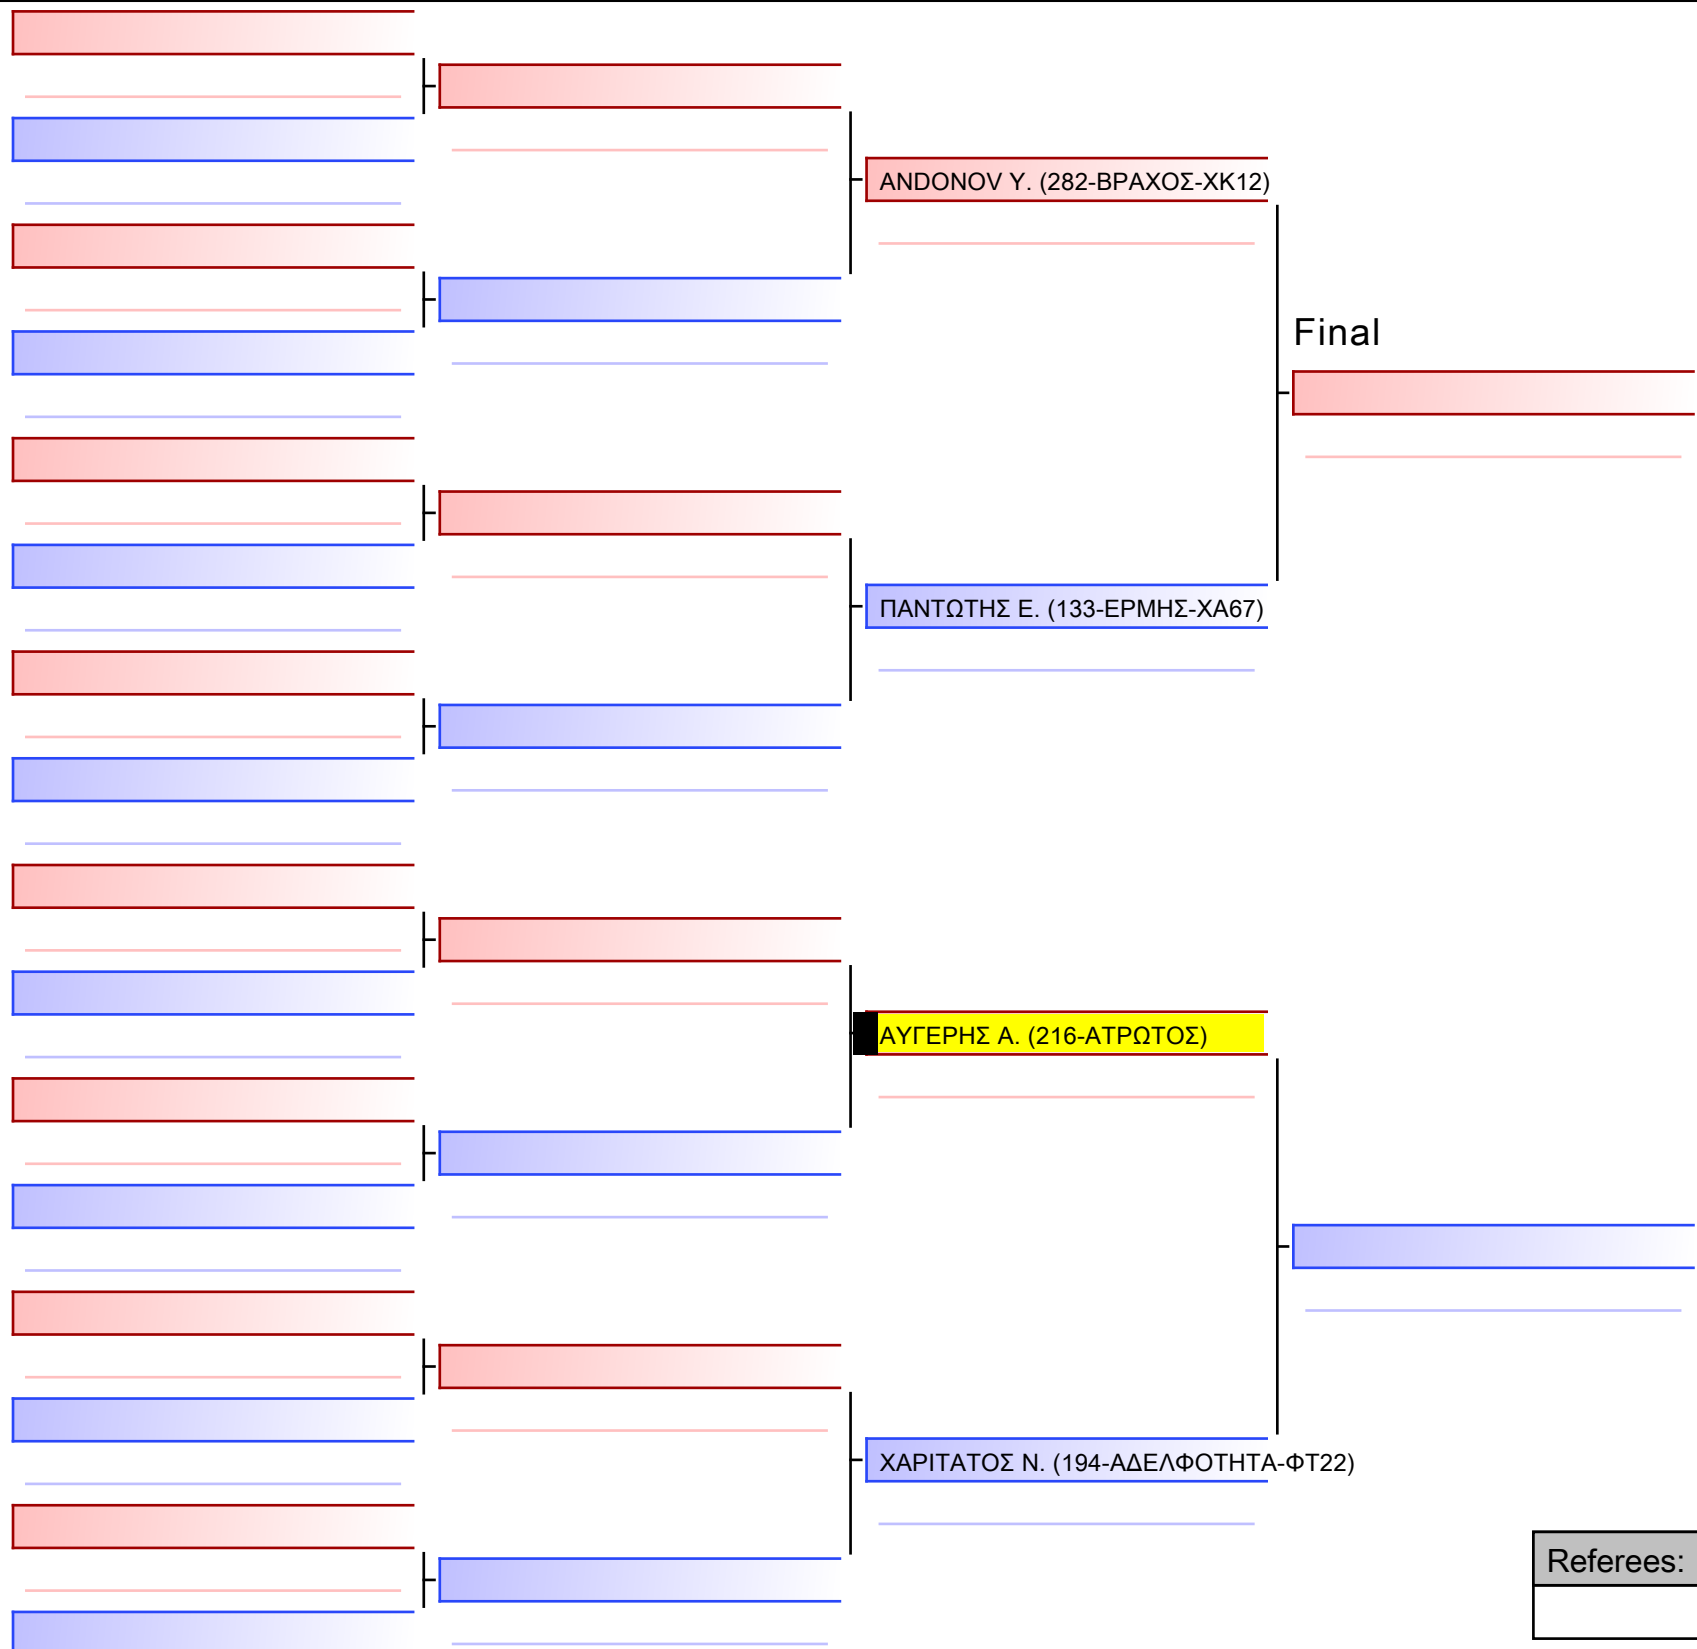 ANDONOV Y. (282-ΒΡΑΧΟΣ-ΧΚ12)
Final
ΠΑΝΤΩΤΗΣ Ε. (133-ΕΡΜΗΣ-ΧΑ67)
ΑΥΓΕΡΗΣ Α. (216-ΑΤΡΩΤΟΣ)
ΧΑΡΙΤΑΤΟΣ Ν. (194-ΑΔΕΛΦΟΤΗΤΑ-ΦΤ22)
Referees: